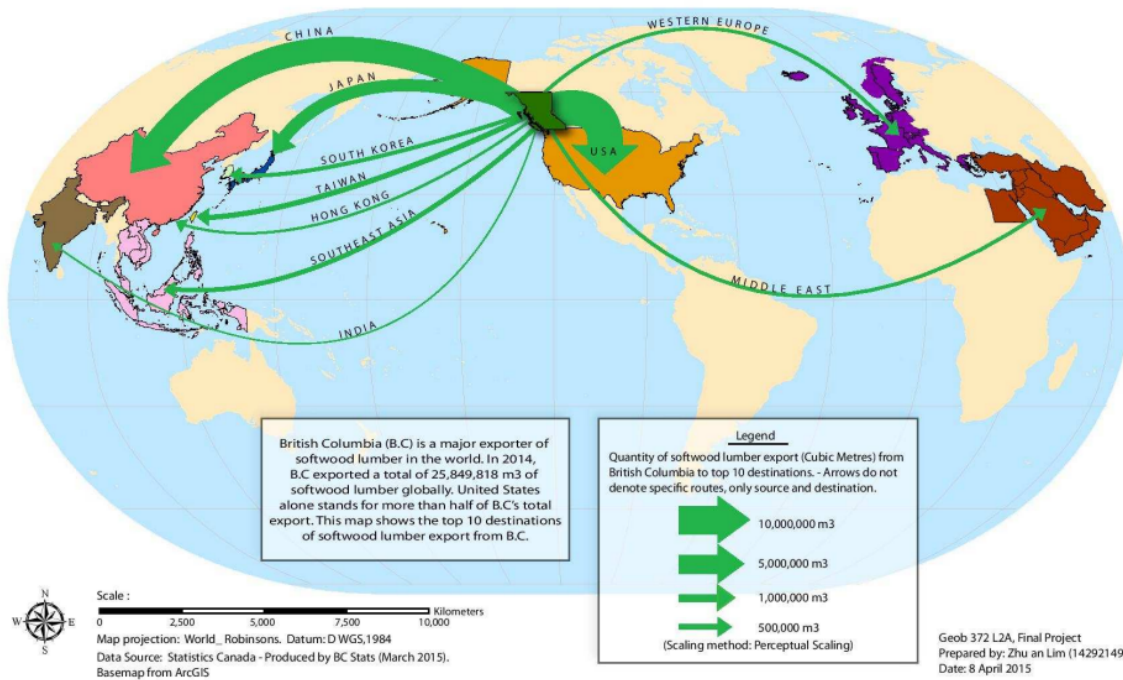 WESTERN EUROPE
CHINA
JAPAN
USA
SOUTH KOREA
TAIWAN
HONG KONG
SOUTHEAST ASIA
MIDDLE EAST
INDIA
British Columbia (B.C) is a major exporter of
softwood lumber in the world. In 2014,
B.C exported a total of 25,849,818 m3 of
softwood lumber globally. United States
alone stands for more than half of B.C's total
export. This map shows the top 10 destinations
of softwood lumber export from B.C.
Legend
Quantity of softwood lumber export (Cubic Metres) from
British Columbia to top 10 destinations. - Arrows do not
denote specific routes, only source and destination.
10,000,000 m3
5,000,000 m3
1,000,000 m3
500,000 m3
(Scaling method: Perceptual Scaling)
N
W E
S
Scale :
Kilometers
0 2,500 5,000 7,500 10,000
Map projection: World_ Robinsons. Datum: D WGS,1984
Data Source: Statistics Canada - Produced by BC Stats (March 2015).
Basemap from ArcGIS
Geob 372 L2A, Final Project
Prepared by: Zhu an Lim (14292149
Date: 8 April 2015